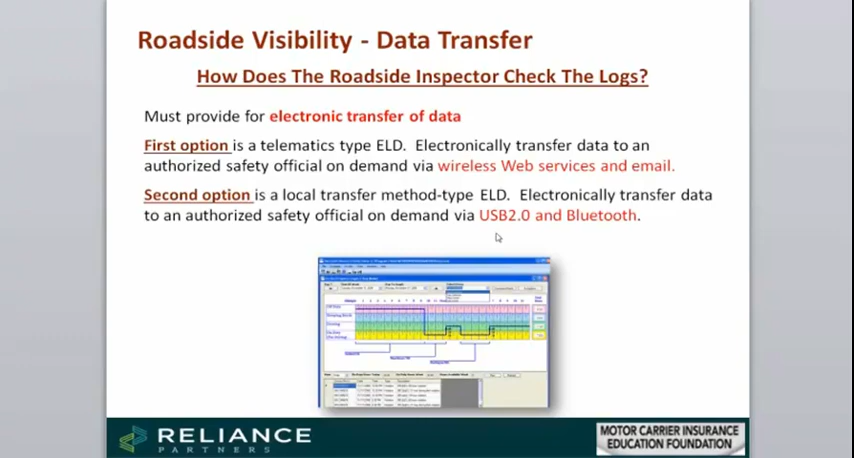 Roadside Visibility - Data Transfer
How Does The Roadside Inspector Check The Logs?
Must provide for electronic transfer of data
First option is a telematics type ELD. Electronically transfer data to an
authorized safety official on demand via wireless Web services and email.
Second option is a local transfer method-type ELD. Electronically transfer data
to an authorized safety official on demand via USB2.0 and Bluetooth.
RELIANCE
PARTNERS
MOTOR CARRIER INSURANCE
EDUCATION FOUNDATION